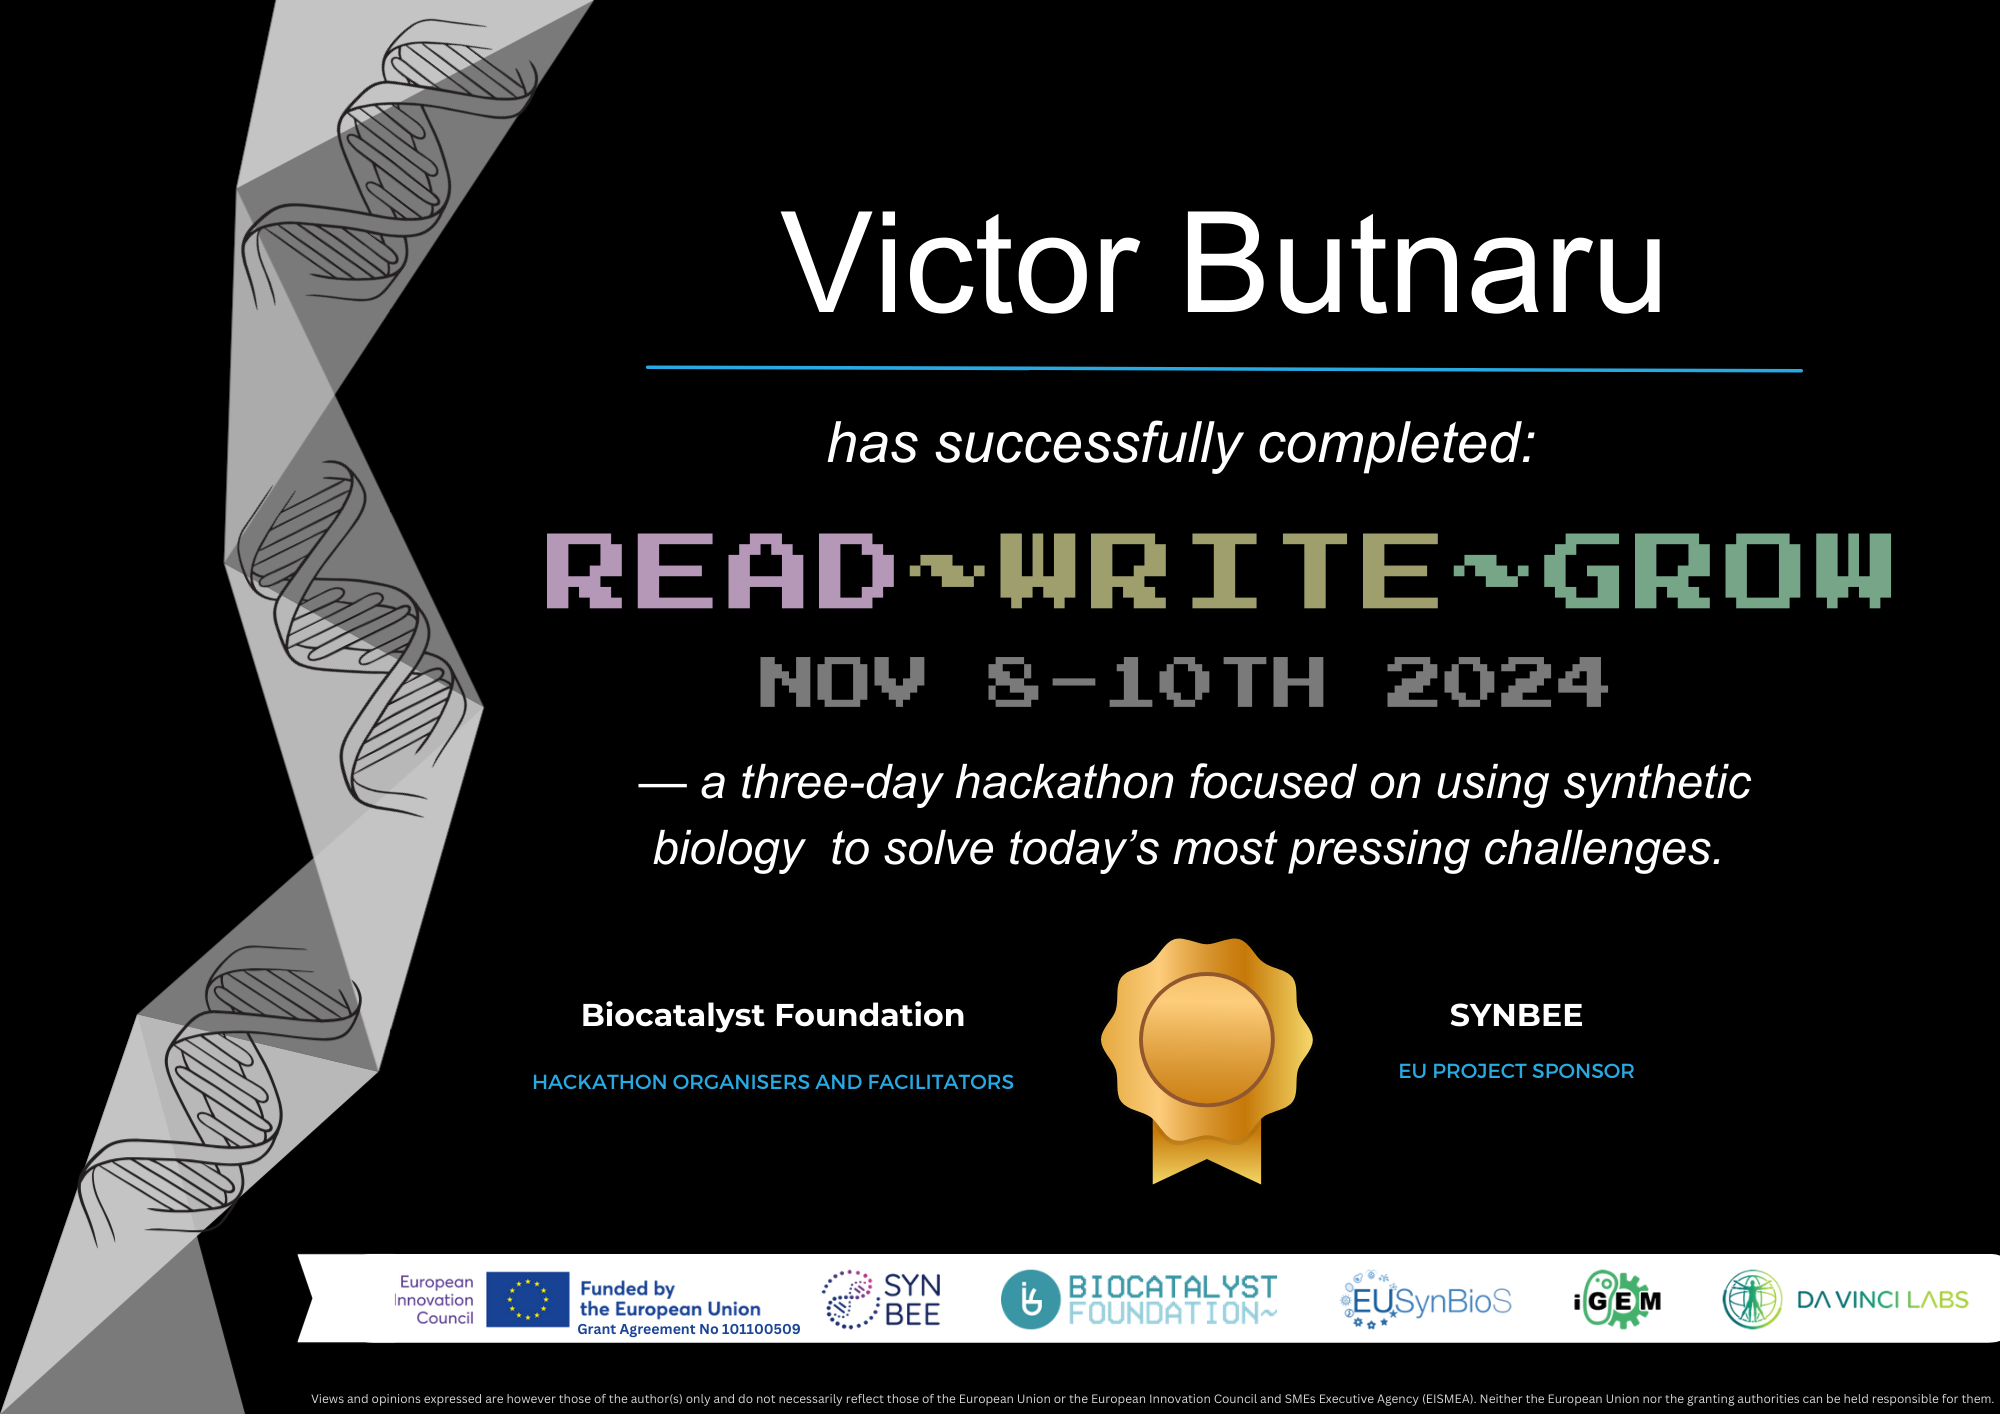 Victor Butnaru
has successfully completed:
READ~WRITE~GROW
NOV 8-10TH 2024
— a three-day hackathon focused on using synthetic
biology to solve today’s most pressing challenges.
Biocatalyst Foundation
HACKATHON ORGANISERS AND FACILITATORS
SYNBEE
EU PROJECT SPONSOR
European
Innovation
Council
Funded by
the European Union
Grant Agreement No 101100509
SYN
BEE
BIOCATALYST
FOUNDATION~
EUSynBioS
iGEM
DA VINCI LABS
Views and opinions expressed are however those of the author(s) only and do not necessarily reflect those of the European Union or the European Innovation Council and SMEs Executive Agency (EISMEA). Neither the European Union nor the granting authorities can be held responsible for them.